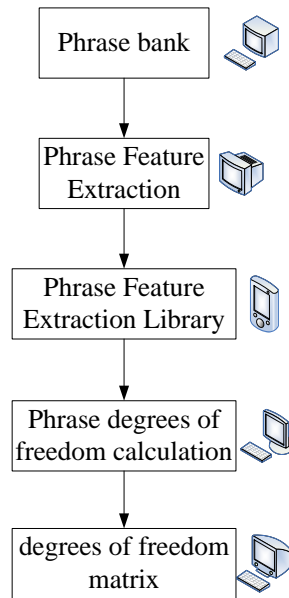 Phrase bank
Phrase Feature
Extraction
Phrase Feature
Extraction Library
Phrase degrees of
freedom calculation
degrees of freedom
matrix